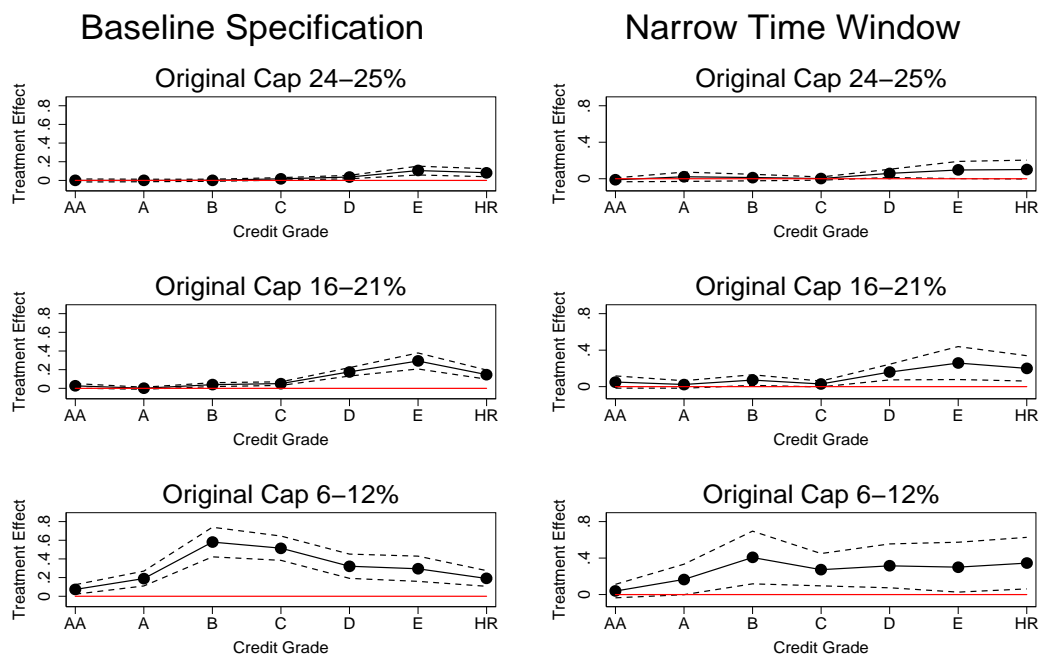 Baseline Specification
Narrow Time Window
Original Cap 24−25%
Treatment Effect
0 .2 .4 .6 .8
AA A B C D E HR
Credit Grade
Original Cap 24−25%
Treatment Effect
0 .4 .8
AA A B C D E HR
Credit Grade
Original Cap 16−21%
Treatment Effect
0 .2 .4 .6 .8
AA A B C D E HR
Credit Grade
Original Cap 16−21%
Treatment Effect
0 .4 .8
AA A B C D E HR
Credit Grade
Original Cap 6−12%
Treatment Effect
0 .2 .4 .6 .8
AA A B C D E HR
Credit Grade
Original Cap 6−12%
Treatment Effect
0 .4 .8
AA A B C D E HR
Credit Grade